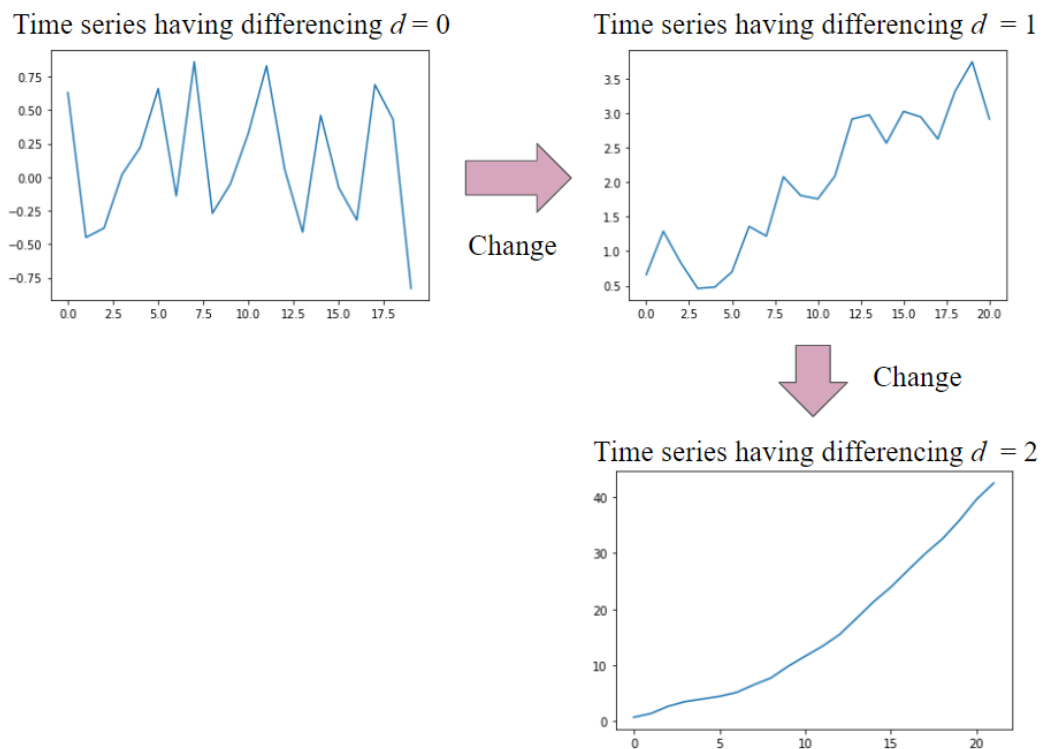 Time series having differencing d = 0
Time series having differencing d = 1
0.75
0.50
0.25
0.00
−0.25
−0.50
−0.75
0.0 2.5 5.0 7.5 10.0 12.5 15.0 17.5
Change
3.5
3.0
2.5
2.0
1.5
1.0
0.5
0.0 2.5 5.0 7.5 10.0 12.5 15.0 17.5 20.0
Change
Time series having differencing d = 2
40
30
20
10
0
0 5 10 15 20